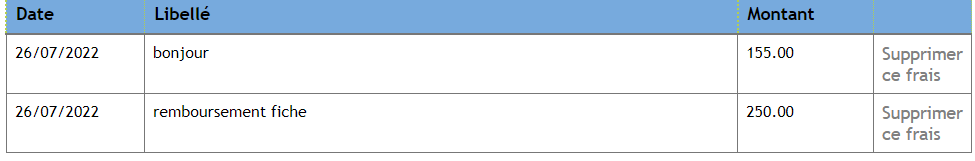 Date Libellé Montant
26/07/2022 bonjour 155.00 Supprimer
ce frais
26/07/2022 remboursement fiche 250.00 Supprimer
ce frais